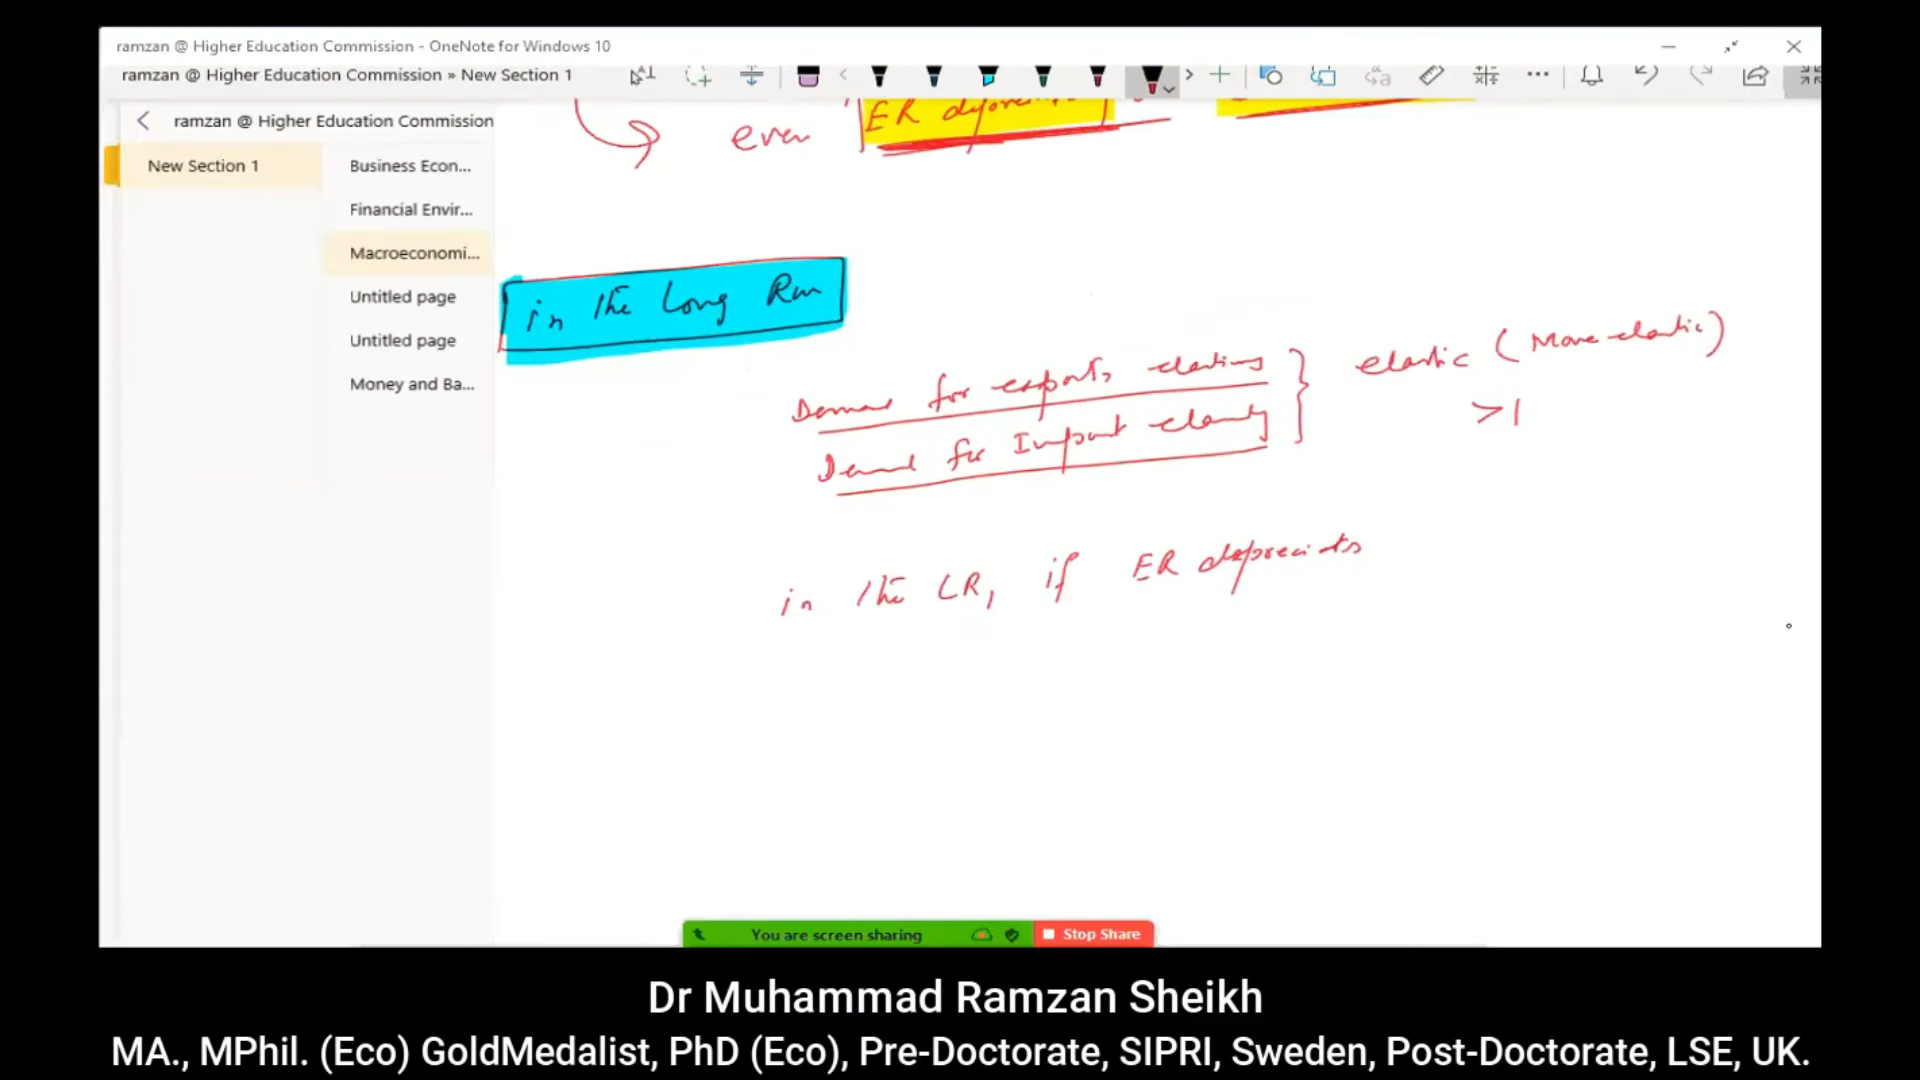 ramzan @ Higher Education Commission - OneNote for Windows 10
ramzan @ Higher Education Commission » New Section 1
ramzan @ Higher Education Commission
New Section 1
Business Econ...
Financial Envir...
Macroeconomi...
Untitled page
Untitled page
Money and Ba...
even ER
in the Long Run
Demand for exports
Demand for Import
elastic (More elastic)
>1
in the LR, if ER depreciates
You are screen sharing
Stop Share
Dr Muhammad Ramzan Sheikh
MA., MPhil. (Eco) GoldMedalist, PhD (Eco), Pre-Doctorate, SIPRI, Sweden, Post-Doctorate, LSE, UK.